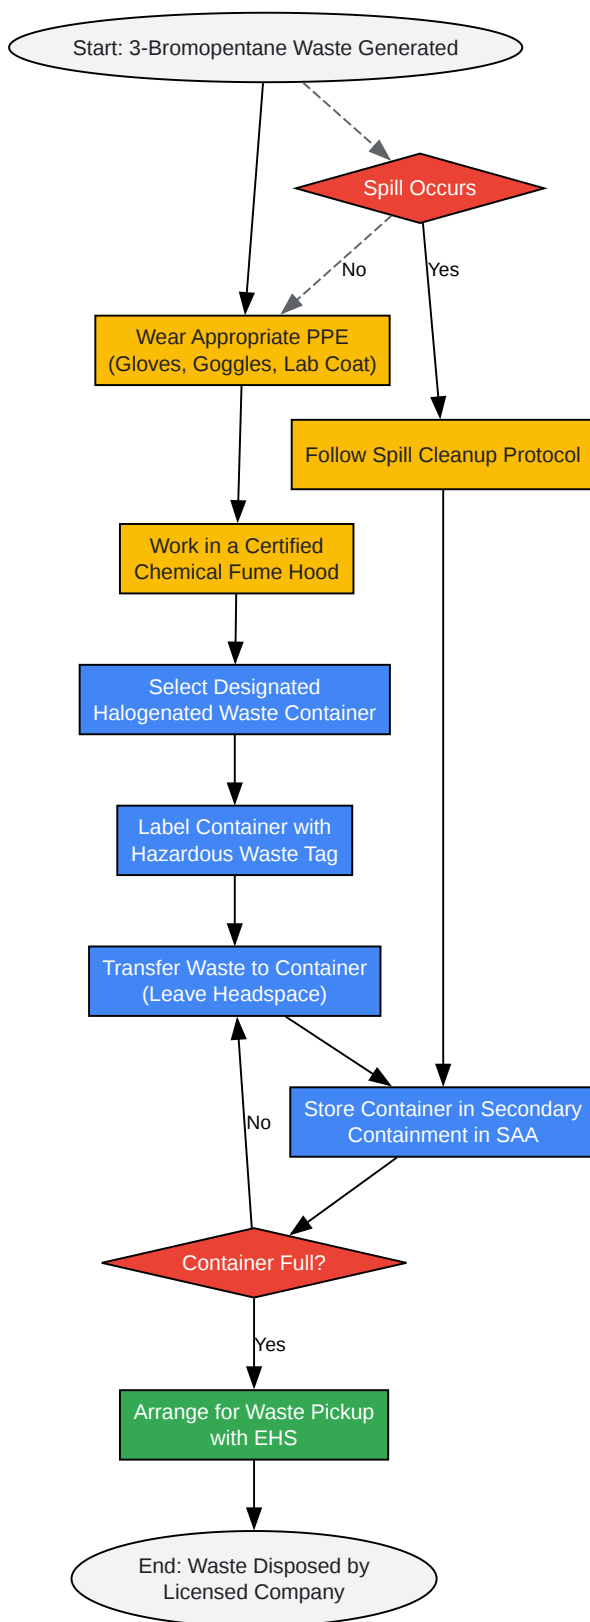 Start: 3-Bromopentane Waste Generated
Spill Occurs
No
Yes
Wear Appropriate PPE
(Gloves, Goggles, Lab Coat)
Follow Spill Cleanup Protocol
Work in a Certified
Chemical Fume Hood
Select Designated
Halogenated Waste Container
Label Container with
Hazardous Waste Tag
Transfer Waste to Container
(Leave Headspace)
Store Container in Secondary
Containment in SAA
No
Container Full?
Yes
Arrange for Waste Pickup
with EHS
End: Waste Disposed by
Licensed Company